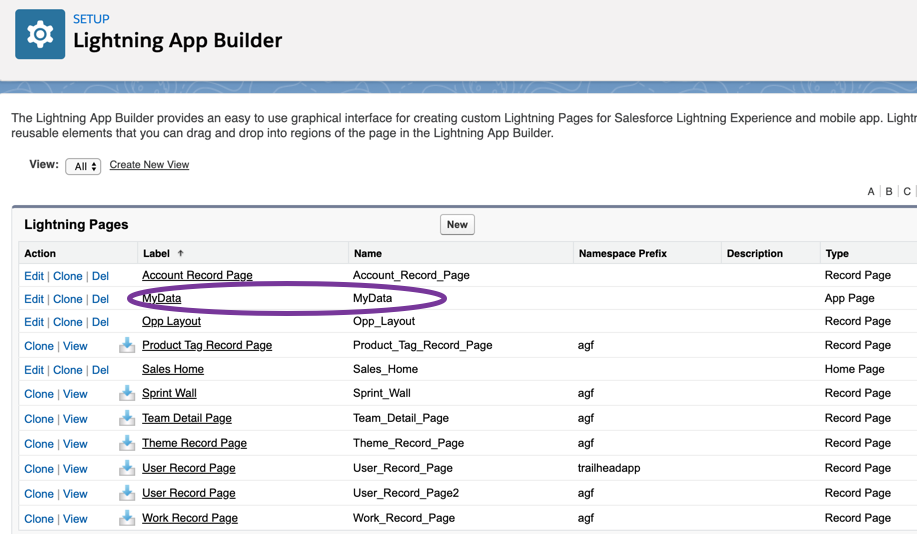 SETUP
Lightning App Builder
The Lightning App Builder provides an easy to use graphical interface for creating custom Lightning Pages for Salesforce Lightning Experience and mobile app. Lightn
reusable elements that you can drag and drop into regions of the page in the Lightning App Builder.
View: All Create New View
A | B | C
Lightning Pages New
Action Label ↑ Name Namespace Prefix Description Type
Edit | Clone | Del Account Record Page Account_Record_Page Record Page
Edit | Clone | Del MyData MyData App Page
Edit | Clone | Del Opp Layout Opp_Layout Record Page
Clone | View Product Tag Record Page Product_Tag_Record_Page agf Record Page
Edit | Clone | Del Sales Home Sales_Home Home Page
Clone | View Sprint Wall Sprint_Wall agf Record Page
Clone | View Team Detail Page Team_Detail_Page agf Record Page
Clone | View Theme Record Page Theme_Record_Page agf Record Page
Clone | View User Record Page User_Record_Page trailheadapp Record Page
Clone | View User Record Page User_Record_Page2 agf Record Page
Clone | View Work Record Page Work_Record_Page agf Record Page